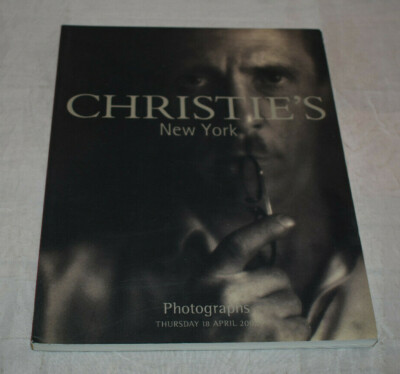 CHRISTIE'S
New York
Photographs
THURSDAY 18 APRIL